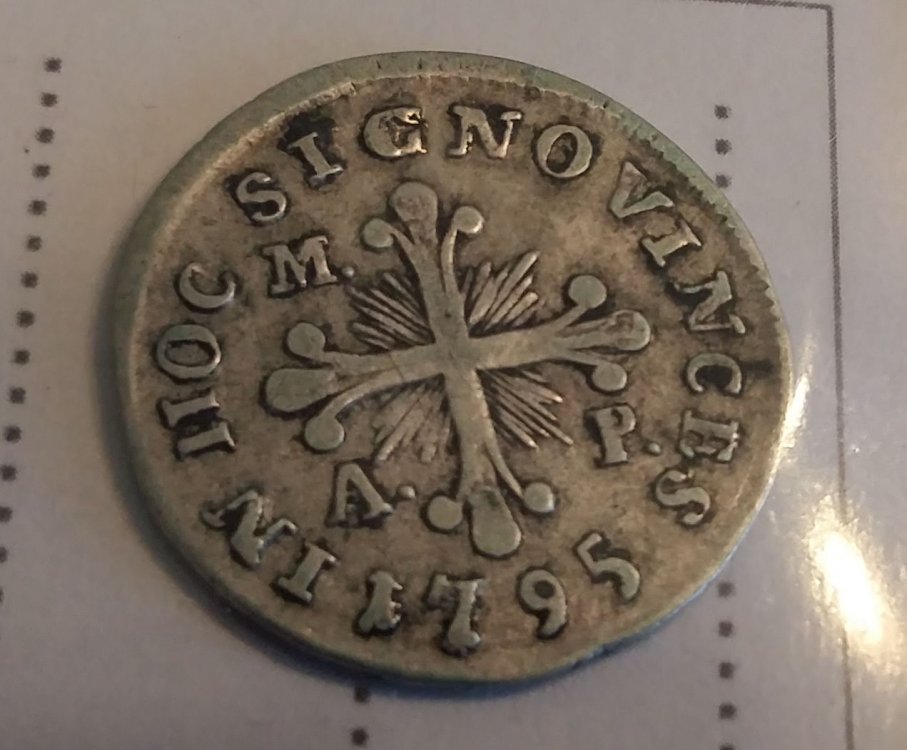 IN HOC SIGNO VINCES
1795
M.
A.
P.